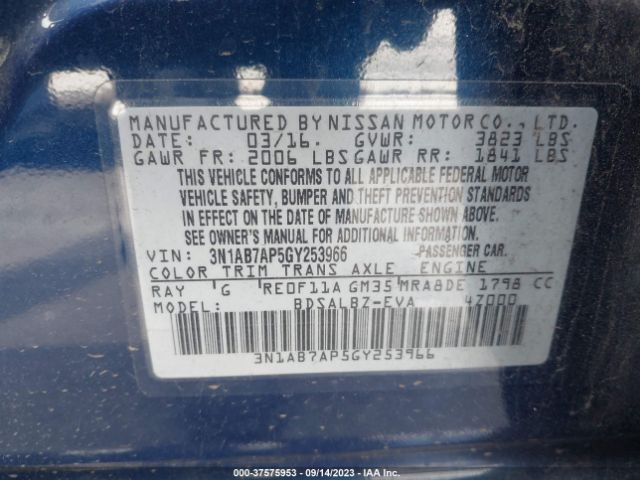 MANUFACTURED BY NISSAN MOTOR CO., LTD.
DATE: 03/16. GVWR: 3823 LBS
GAWR FR: 2006 LBS GAWR RR: 1841 LBS
THIS VEHICLE CONFORMS TO ALL APPLICABLE FEDERAL MOTOR
VEHICLE SAFETY, BUMPER AND THEFT PREVENTION STANDARDS
IN EFFECT ON THE DATE OF MANUFACTURE SHOWN ABOVE.
SEE OWNER'S MANUAL FOR ADDITIONAL INFORMATION.
VIN: 3N1AB7AP5GY253966 PASSENGER CAR.
COLOR TRIM TRANS AXLE ENGINE
RAY G RE0F11A GM35 MRA8DE 1798 CC
MODEL: BDSALBZ-EVA 4Z000
3N1AB7AP5GY253966
000-37575953 - 09/14/2023 - IAA Inc.